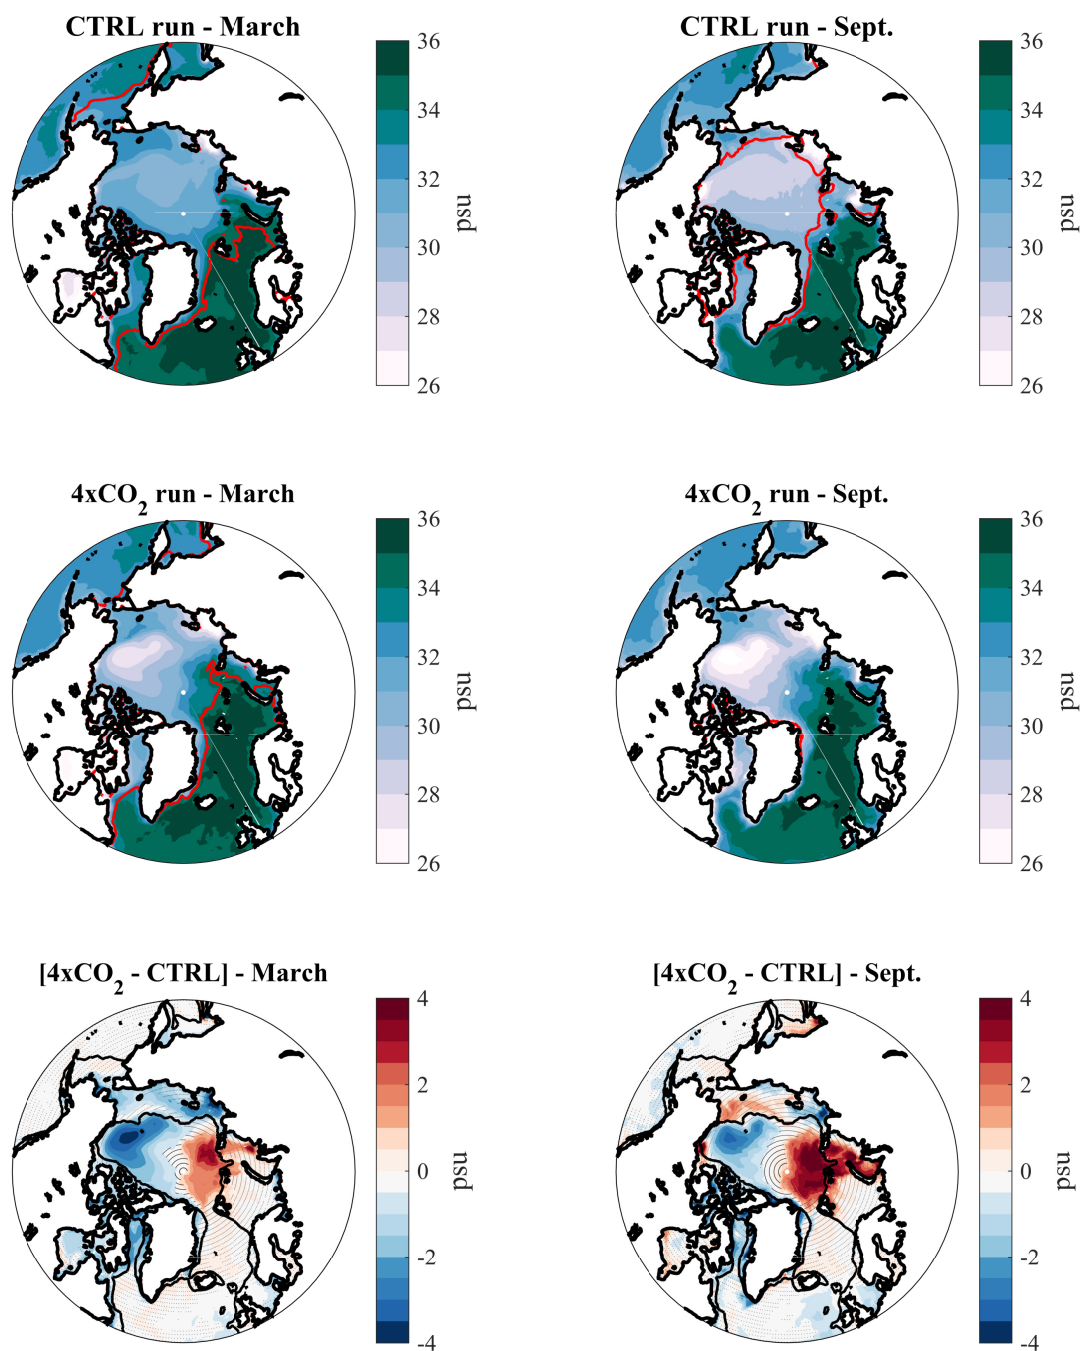 CTRL run - March
CTRL run - Sept.
36
34
32
30
28
26
psu
36
34
32
30
28
26
psu
4xCO₂ run - March
4xCO₂ run - Sept.
36
34
32
30
28
26
psu
36
34
32
30
28
26
psu
[4xCO₂ - CTRL] - March
[4xCO₂ - CTRL] - Sept.
4
2
0
-2
-4
psu
4
2
0
-2
-4
psu